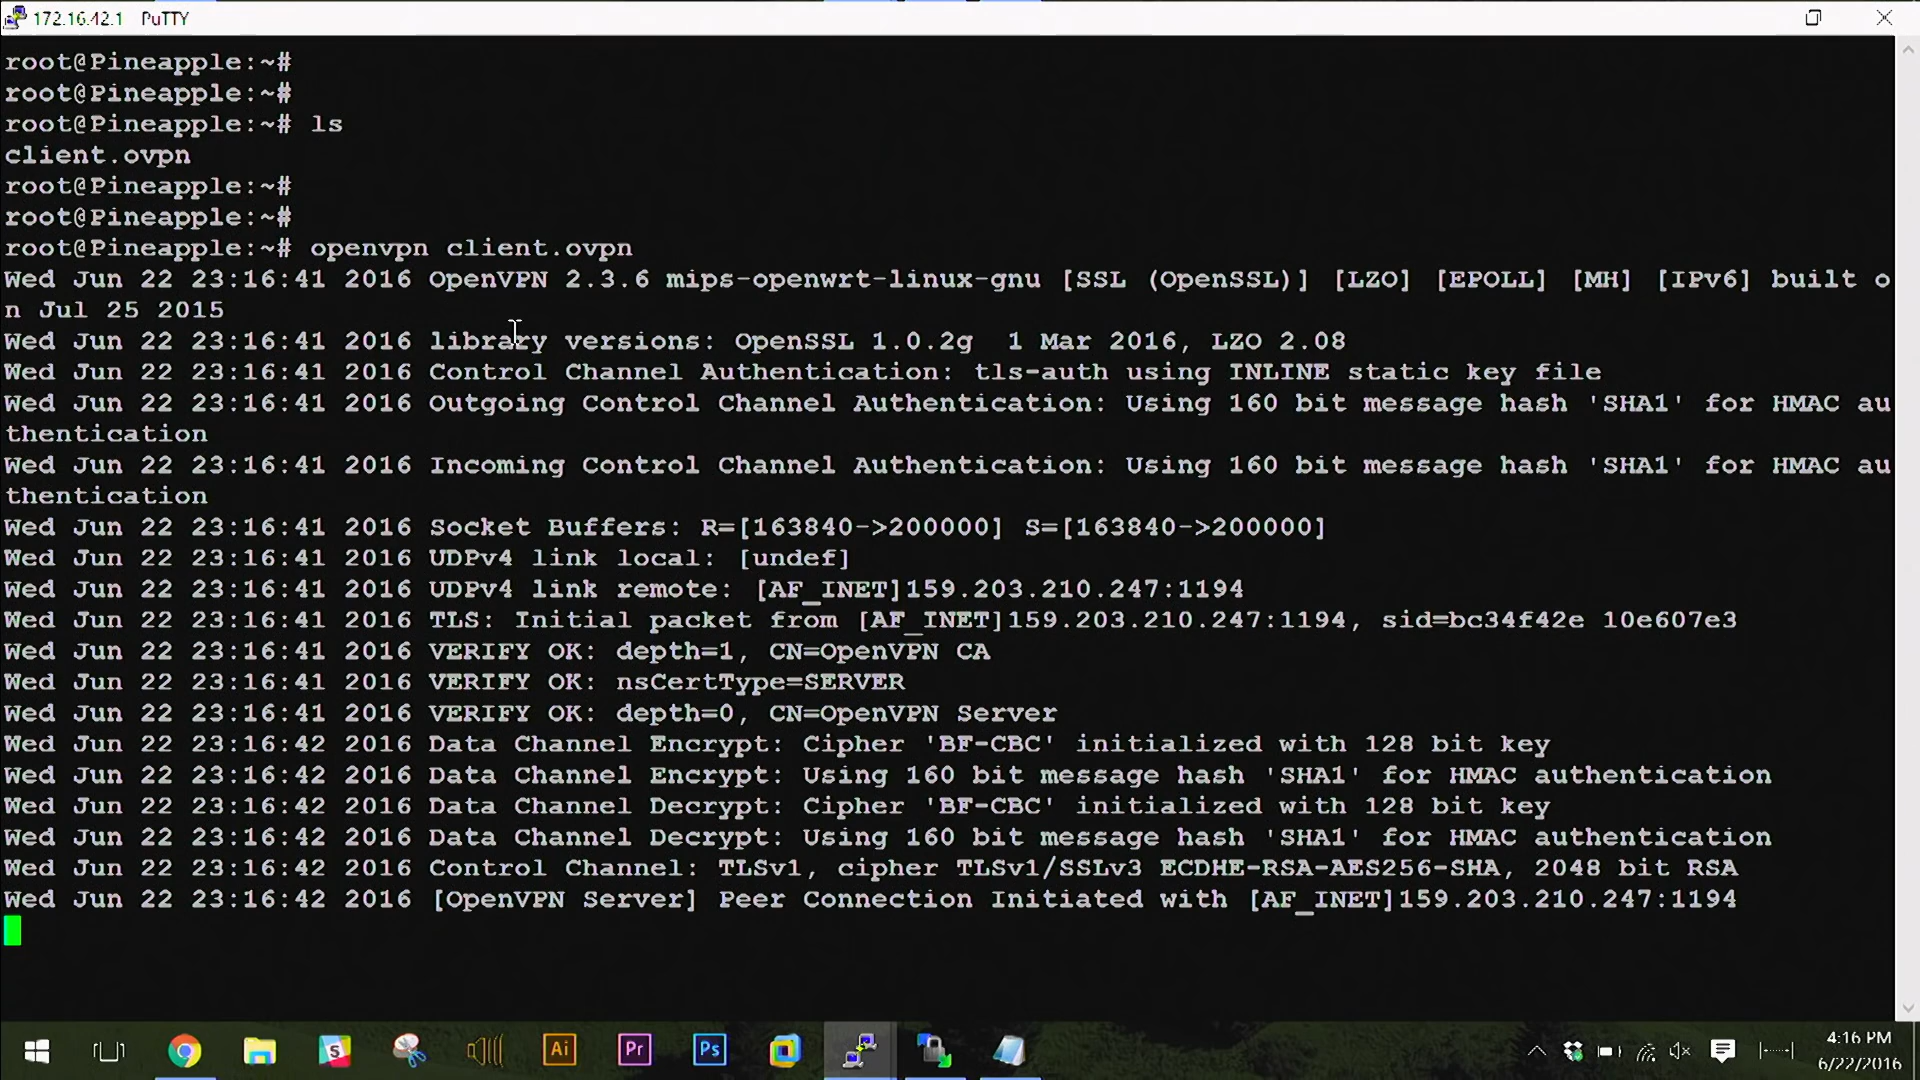 172.16.42.1 PuTTY
root@Pineapple:~#
root@Pineapple:~#
root@Pineapple:~# ls
client.ovpn
root@Pineapple:~#
root@Pineapple:~#
root@Pineapple:~# openvpn client.ovpn
Wed Jun 22 23:16:41 2016 OpenVPN 2.3.6 mips-openwrt-linux-gnu [SSL (OpenSSL)] [LZO] [EPOLL] [MH] [IPv6] built o
n Jul 25 2015
Wed Jun 22 23:16:41 2016 library versions: OpenSSL 1.0.2g  1 Mar 2016, LZO 2.08
Wed Jun 22 23:16:41 2016 Control Channel Authentication: tls-auth using INLINE static key file
Wed Jun 22 23:16:41 2016 Outgoing Control Channel Authentication: Using 160 bit message hash 'SHA1' for HMAC au
thentication
Wed Jun 22 23:16:41 2016 Incoming Control Channel Authentication: Using 160 bit message hash 'SHA1' for HMAC au
thentication
Wed Jun 22 23:16:41 2016 Socket Buffers: R=[163840->200000] S=[163840->200000]
Wed Jun 22 23:16:41 2016 UDPv4 link local: [undef]
Wed Jun 22 23:16:41 2016 UDPv4 link remote: [AF_INET]159.203.210.247:1194
Wed Jun 22 23:16:41 2016 TLS: Initial packet from [AF_INET]159.203.210.247:1194, sid=bc34f42e 10e607e3
Wed Jun 22 23:16:41 2016 VERIFY OK: depth=1, CN=OpenVPN CA
Wed Jun 22 23:16:41 2016 VERIFY OK: nsCertType=SERVER
Wed Jun 22 23:16:41 2016 VERIFY OK: depth=0, CN=OpenVPN Server
Wed Jun 22 23:16:42 2016 Data Channel Encrypt: Cipher 'BF-CBC' initialized with 128 bit key
Wed Jun 22 23:16:42 2016 Data Channel Encrypt: Using 160 bit message hash 'SHA1' for HMAC authentication
Wed Jun 22 23:16:42 2016 Data Channel Decrypt: Cipher 'BF-CBC' initialized with 128 bit key
Wed Jun 22 23:16:42 2016 Data Channel Decrypt: Using 160 bit message hash 'SHA1' for HMAC authentication
Wed Jun 22 23:16:42 2016 Control Channel: TLSv1, cipher TLSv1/SSLv3 ECDHE-RSA-AES256-SHA, 2048 bit RSA
Wed Jun 22 23:16:42 2016 [OpenVPN Server] Peer Connection Initiated with [AF_INET]159.203.210.247:1194
S
Ai
Pr
Ps
4:16 PM
6/22/2016